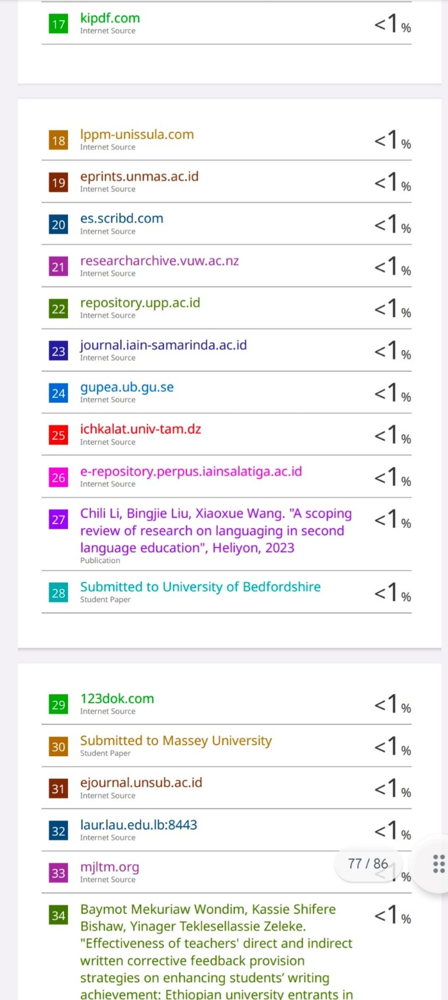 17 kipdf.com <1%
Internet Source
18 lppm-unissula.com <1%
Internet Source
19 eprints.unmas.ac.id <1%
Internet Source
20 es.scribd.com <1%
Internet Source
21 researcharchive.vuw.ac.nz <1%
Internet Source
22 repository.upp.ac.id <1%
Internet Source
23 journal.iain-samarinda.ac.id <1%
Internet Source
24 gupea.ub.gu.se <1%
Internet Source
25 ichkalat.univ-tam.dz <1%
Internet Source
26 e-repository.perpus.iainsalatiga.ac.id <1%
Internet Source
27 Chili Li, Bingjie Liu, Xiaoxue Wang. "A scoping <1%
review of research on languaging in second
language education", Heliyon, 2023
Publication
28 Submitted to University of Bedfordshire <1%
Student Paper
29 123dok.com <1%
Internet Source
30 Submitted to Massey University <1%
Student Paper
31 ejournal.unsub.ac.id <1%
Internet Source
32 laur.lau.edu.lb:8443 <1%
Internet Source
77 / 86
33 mjltm.org <1%
Internet Source
34 Baymot Mekuriaw Wondim, Kassie Shifere <1%
Bishaw, Yinager Teklesellassie Zeleke.
"Effectiveness of teachers' direct and indirect
written corrective feedback provision
strategies on enhancing students’ writing
achievement: Ethiopian university entrants in